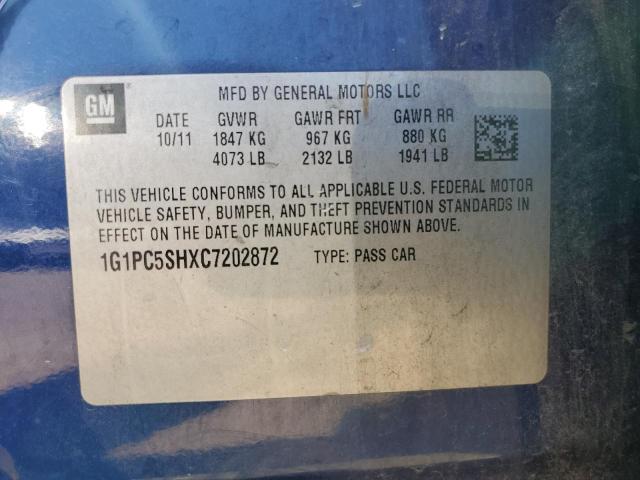 GM
MFD BY GENERAL MOTORS LLC
DATE GVWR GAWR FRT GAWR RR
10/11 1847 KG 967 KG 880 KG
4073 LB 2132 LB 1941 LB
THIS VEHICLE CONFORMS TO ALL APPLICABLE U.S. FEDERAL MOTOR
VEHICLE SAFETY, BUMPER, AND THEFT PREVENTION STANDARDS IN
EFFECT ON THE DATE OF MANUFACTURE SHOWN ABOVE.
1G1PC5SHXC7202872 TYPE: PASS CAR